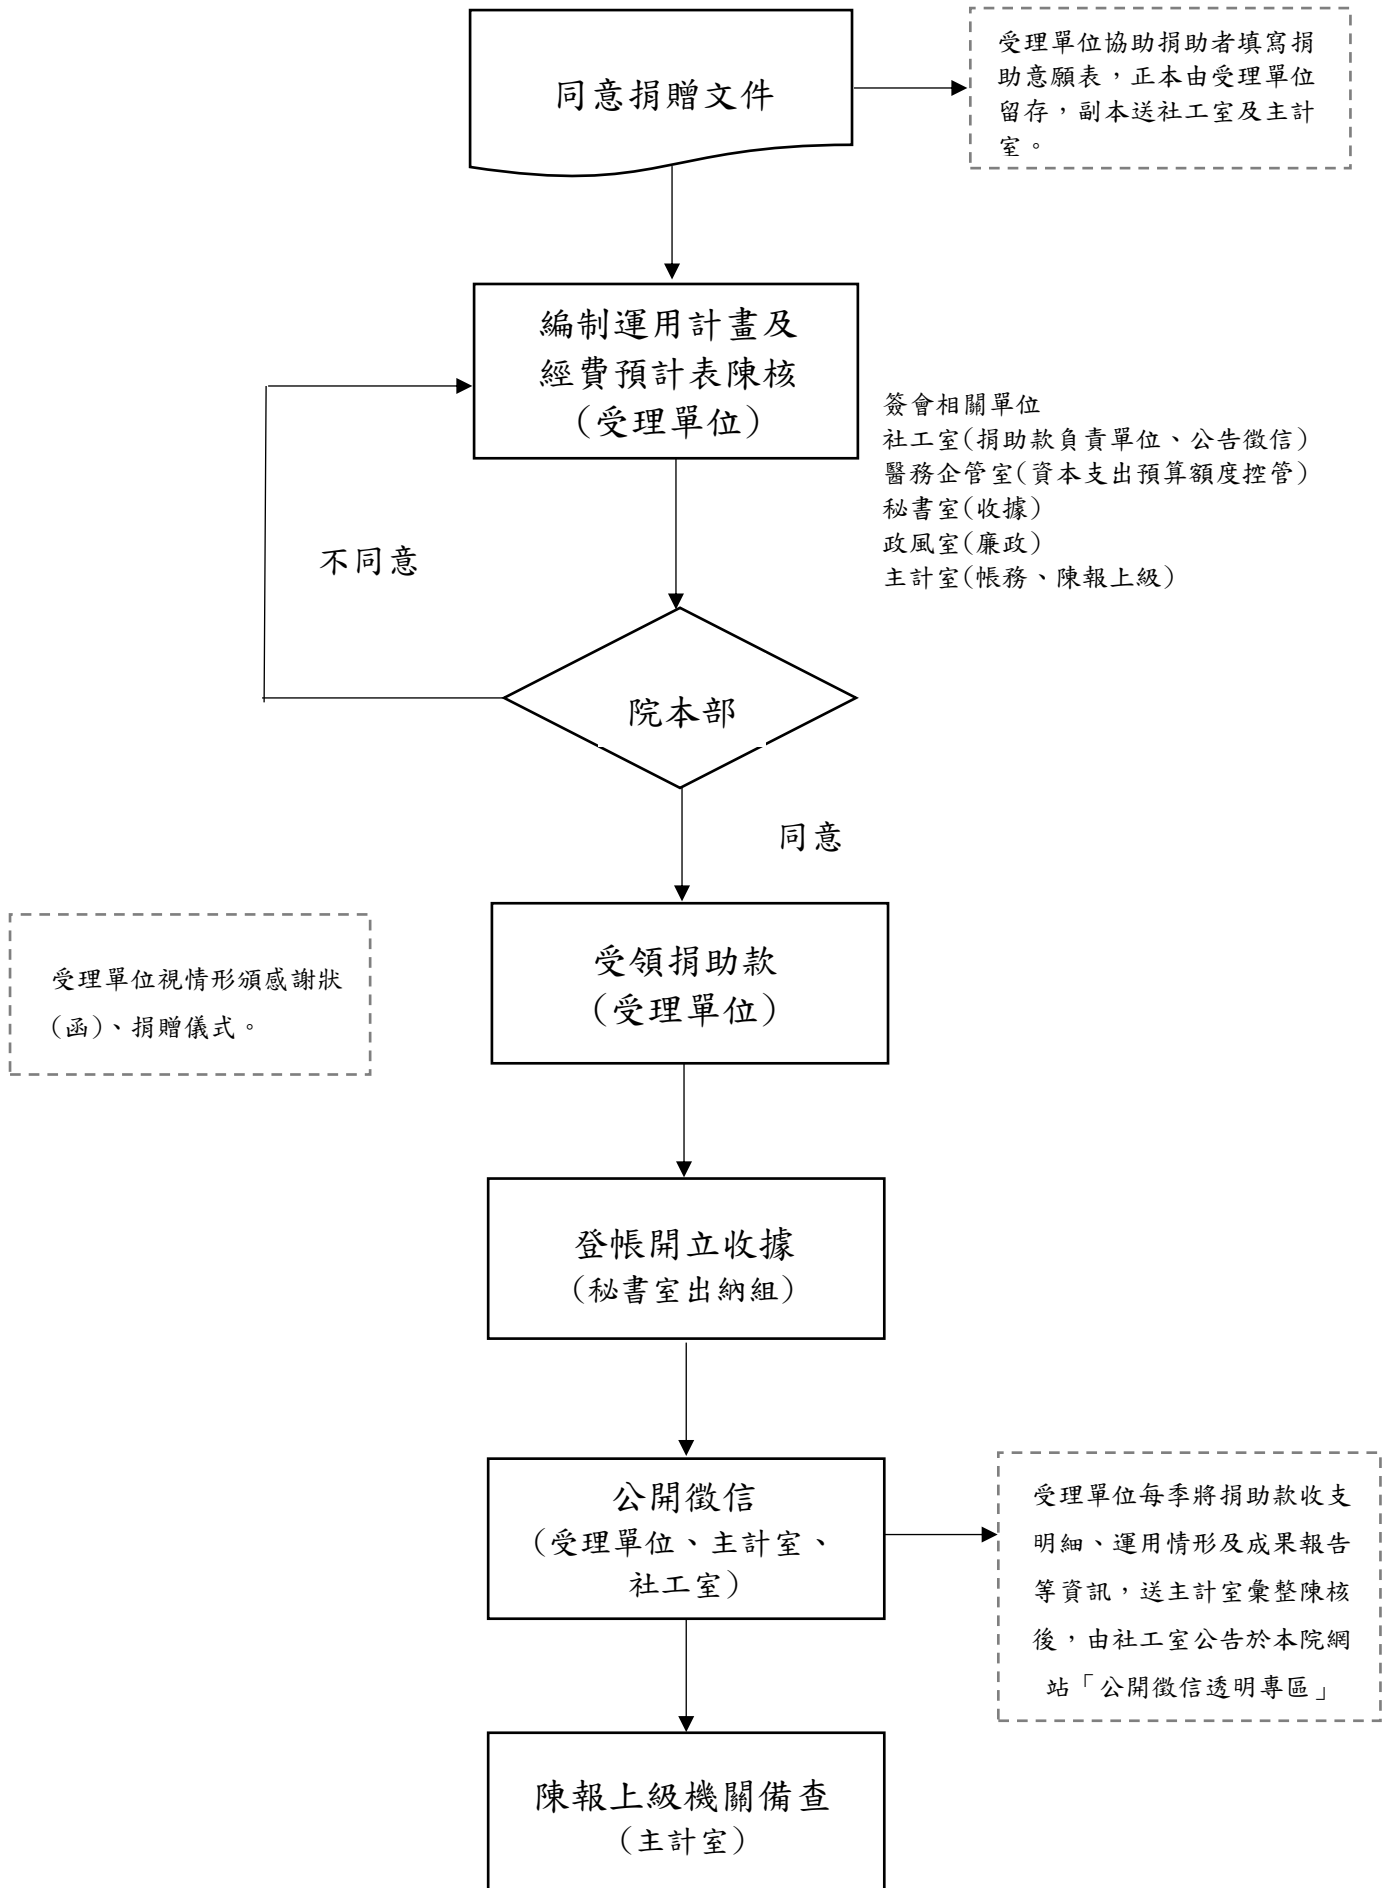 同意捐贈文件
受理單位協助捐助者填寫捐
助意願表，正本由受理單位
留存，副本送社工室及主計
室。
編制運用計畫及
經費預計表陳核
(受理單位)
簽會相關單位
社工室(捐助款負責單位、公告徵信)
醫務企管室(資本支出預算額度控管)
秘書室(收據)
政風室(廉政)
主計室(帳務、陳報上級)
不同意
院本部
同意
受領捐助款
(受理單位)
受理單位視情形頒感謝狀
(函)、捐贈儀式。
登帳開立收據
(秘書室出納組)
公開徵信
(受理單位、主計室、
社工室)
受理單位每季將捐助款收支
明細、運用情形及成果報告
等資訊，送主計室彙整陳核
後，由社工室公告於本院網
站「公開徵信透明專區」
陳報上級機關備查
(主計室)